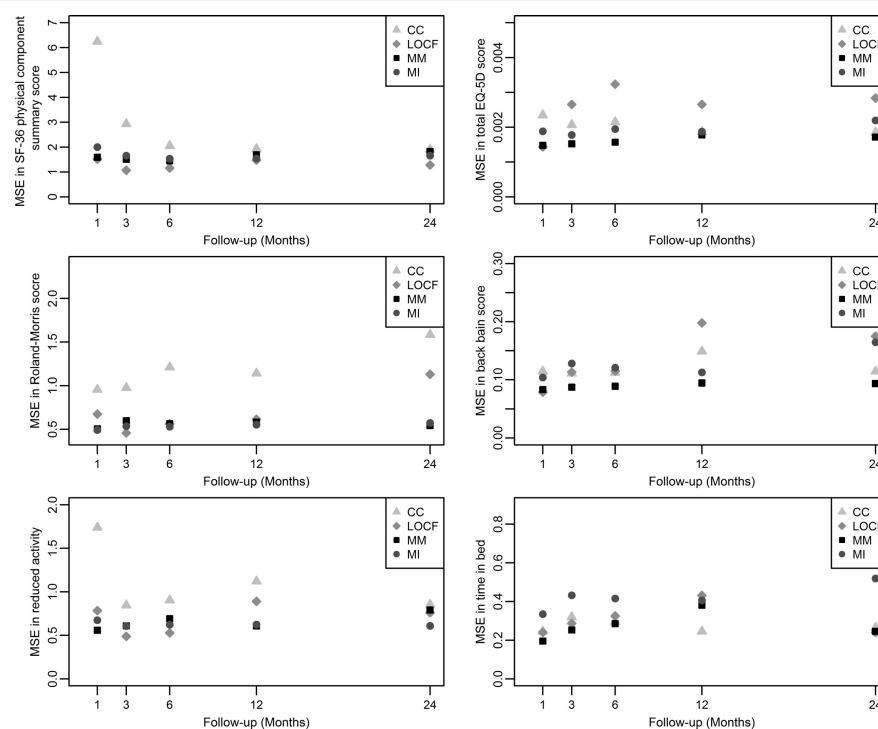 MSE in SF-36 physical component
summary score
7
6
5
4
3
2
1
0
CC
LOCF
MM
MI
1 3 6 12 24
Follow-up (Months)
MSE in total EQ-5D score
0.004
0.002
0.000
CC
LOCF
MM
MI
1 3 6 12 24
Follow-up (Months)
MSE in Roland-Morris socre
2.0
1.5
1.0
0.5
CC
LOCF
MM
MI
1 3 6 12 24
Follow-up (Months)
MSE in back bain score
0.30
0.20
0.10
0.00
CC
LOCF
MM
MI
1 3 6 12 24
Follow-up (Months)
MSE in reduced activity
2.0
1.5
1.0
0.5
0.0
CC
LOCF
MM
MI
1 3 6 12 24
Follow-up (Months)
MSE in time in bed
0.8
0.6
0.4
0.2
0.0
CC
LOCF
MM
MI
1 3 6 12 24
Follow-up (Months)